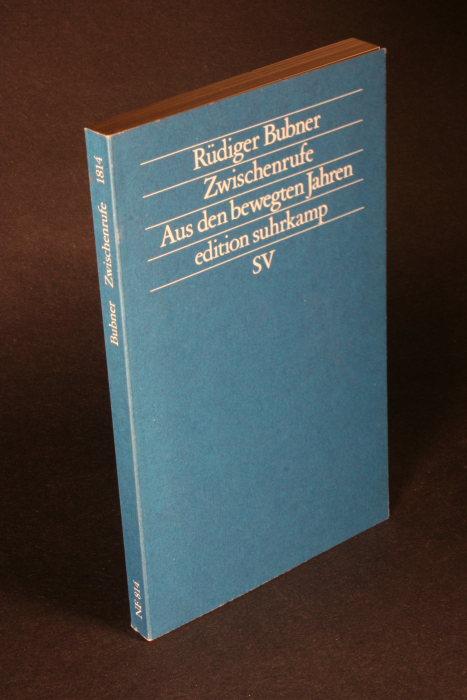 Rüdiger Bubner
Zwischenrufe
Aus den bewegten Jahren
edition suhrkamp
SV
Bubner Zwischenrufe 1814
NF 814